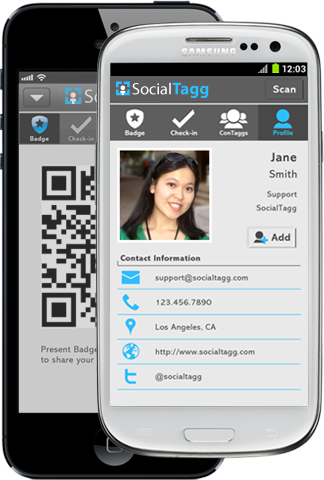 SocialTagg
Badge
Check-in
Present Badge
to share your
SAMSUNG
12:03
SocialTagg
Scan
Badge
Check-in
ConTaggs
Profile
Jane
Smith
Support
SocialTagg
Add
Contact Information
support@socialtagg.com
123.456.7890
Los Angeles, CA
http://www.socialtagg.com
@socialtagg